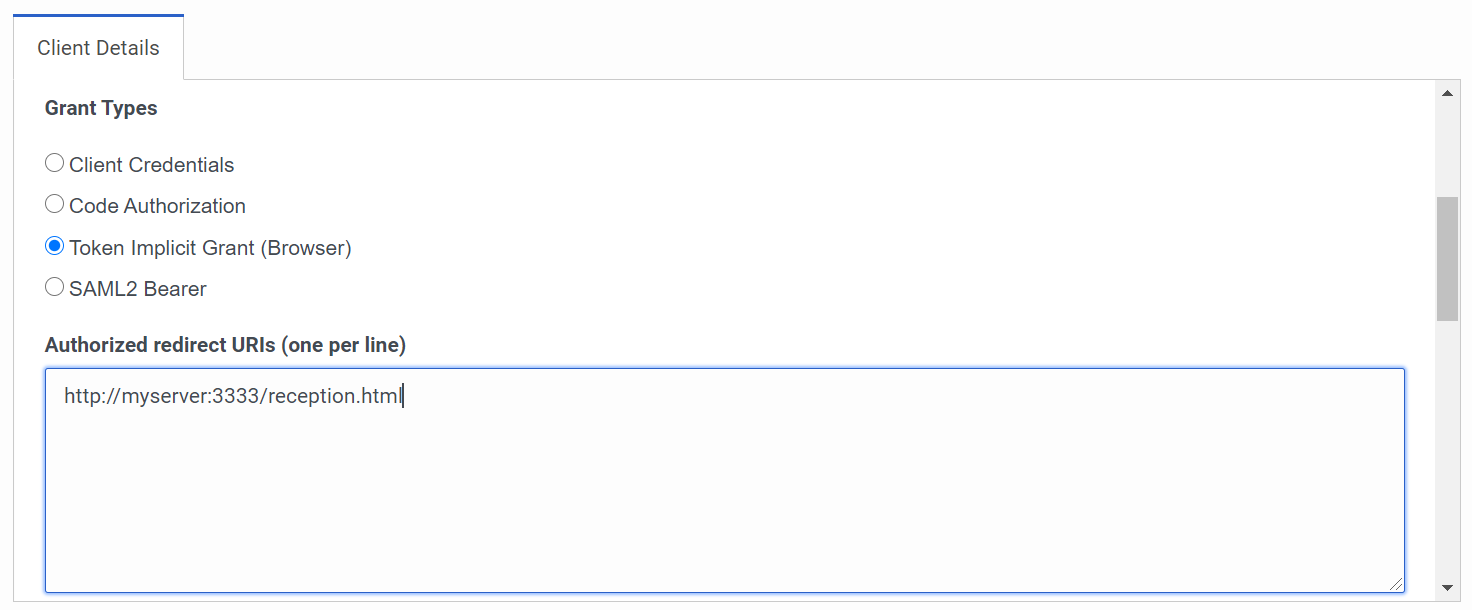 Client Details
Grant Types
Client Credentials
Code Authorization
Token Implicit Grant (Browser)
SAML2 Bearer
Authorized redirect URIs (one per line)
http://myserver:3333/reception.html